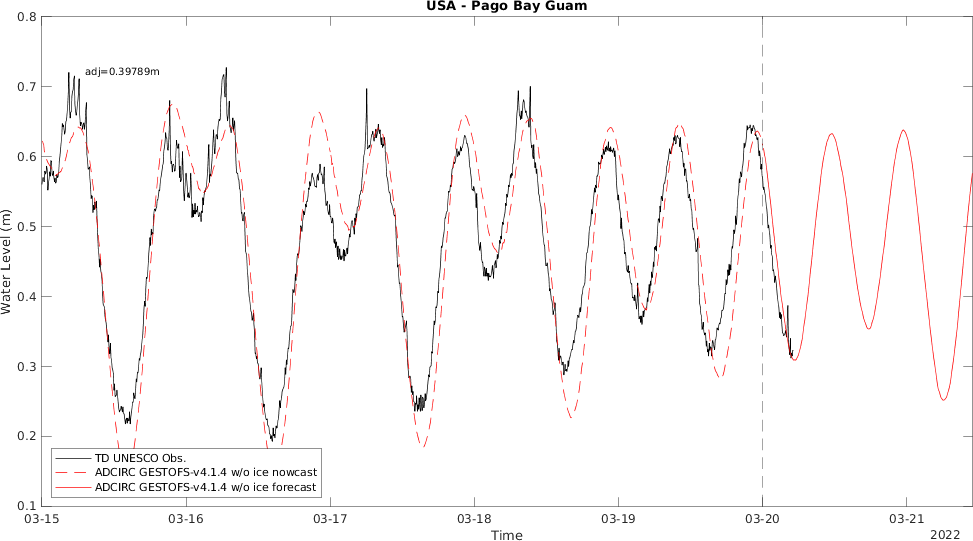 USA - Pago Bay Guam
adj=0.39789m
Water Level (m)
0.8
0.7
0.6
0.5
0.4
0.3
0.2
0.1
TD UNESCO Obs.
ADCIRC GESTOFS-v4.1.4 w/o ice nowcast
ADCIRC GESTOFS-v4.1.4 w/o ice forecast
03-15 03-16 03-17 03-18 03-19 03-20 03-21
Time
2022